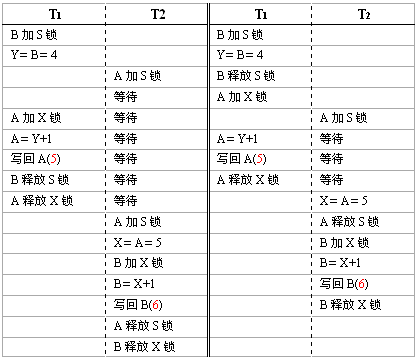 T1 T2 T1 T2
B 加 S 锁 B 加 S 锁
Y= B= 4 Y= B= 4
A 加 S 锁 B 释放 S 锁
等待 A 加 X 锁
A 加 X 锁 等待 A 加 S 锁
A = Y+1 等待 A = Y+1 等待
写回 A(5) 等待 写回 A(5) 等待
B 释放 S 锁 等待 A 释放 X 锁 等待
A 释放 X 锁 等待 X = A = 5
A 加 S 锁 A 释放 S 锁
X = A = 5 B 加 X 锁
B 加 X 锁 B= X+1
B= X+1 写回 B(6)
写回 B(6) B 释放 X 锁
A 释放 S 锁
B 释放 X 锁